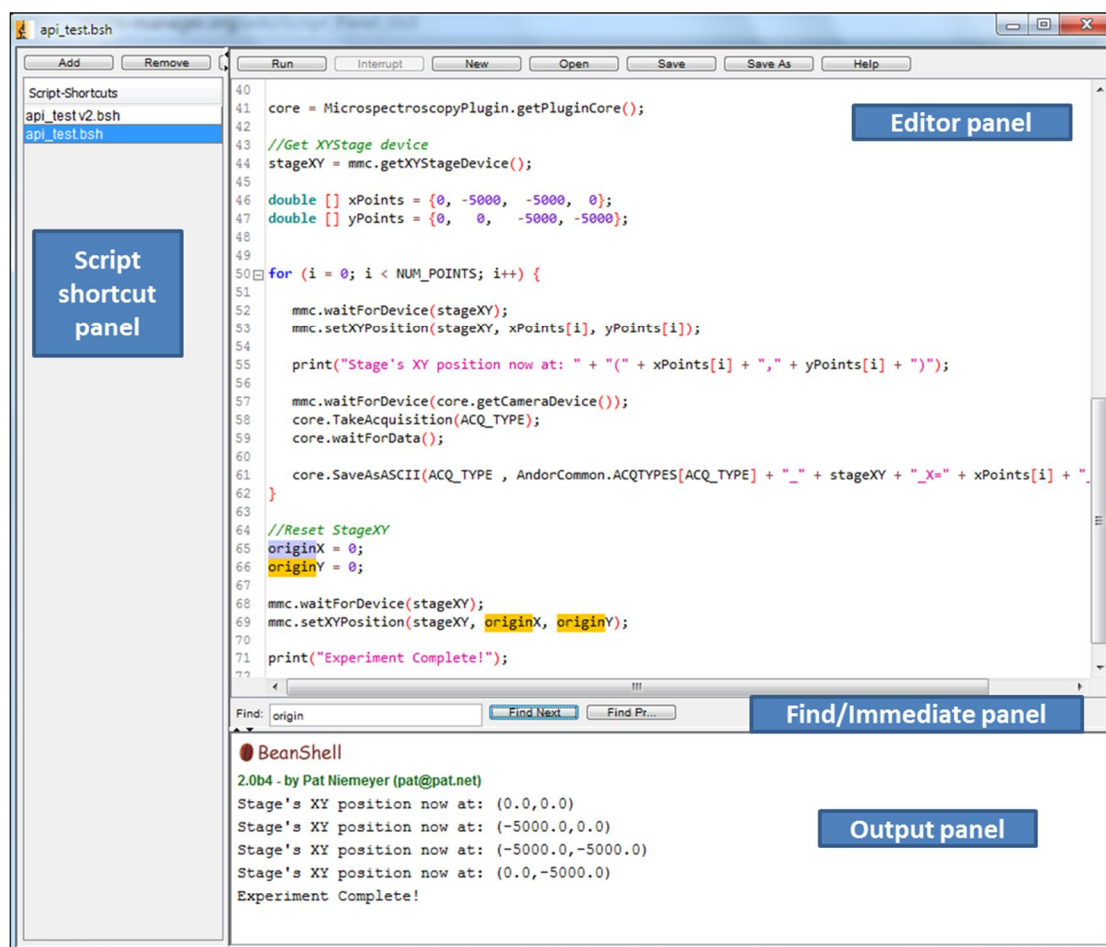 api_test.bsh
Add Remove
Run Interrupt New Open Save Save As Help
Script-Shortcuts
api_test v2.bsh
api_test.bsh
Script
shortcut
panel
Editor panel
40
41 core = MicrospectroscopyPlugin.getPluginCore();
42
43 //Get XYStage device
44 stageXY = mmc.getXYStageDevice();
45
46 double [] xPoints = {0, -5000, -5000, 0};
47 double [] yPoints = {0, 0, -5000, -5000};
48
49
50 for (i = 0; i < NUM_POINTS; i++) {
51
52 mmc.waitForDevice(stageXY);
53 mmc.setXYPosition(stageXY, xPoints[i], yPoints[i]);
54
55 print("Stage's XY position now at: " + "(" + xPoints[i] + "," + yPoints[i] + ")");
56
57 mmc.waitForDevice(core.getCameraDevice());
58 core.TakeAcquisition(ACQ_TYPE);
59 core.waitForData();
60
61 core.SaveAsASCII(ACQ_TYPE , AndorCommon.ACQTYPES[ACQ_TYPE] + "_" + stageXY + "_X=" + xPoints[i] + "_
62 }
63
64 //Reset StageXY
65 originX = 0;
66 originY = 0;
67
68 mmc.waitForDevice(stageXY);
69 mmc.setXYPosition(stageXY, originX, originY);
70
71 print("Experiment Complete!");
72
Find: origin Find Next Find Pr...
Find/Immediate panel
BeanShell
2.0b4 - by Pat Niemeyer (pat@pat.net)
Stage's XY position now at: (0.0,0.0)
Stage's XY position now at: (-5000.0,0.0)
Stage's XY position now at: (-5000.0,-5000.0)
Stage's XY position now at: (0.0,-5000.0)
Experiment Complete!
Output panel